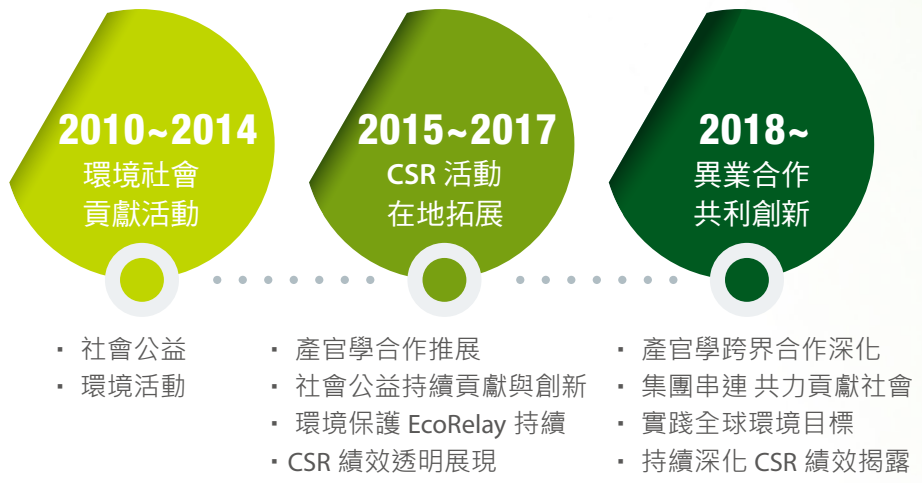 2010~2014
環境社會
貢獻活動
2015~2017
CSR 活動
在地拓展
2018~
異業合作
共利創新
・ 社會公益
・ 環境活動
・ 產官學合作推展
・ 社會公益持續貢獻與創新
・ 環境保護 EcoRelay 持續
・CSR 績效透明展現
・ 產官學跨界合作深化
・ 集團串連 共力貢獻社會
・ 實踐全球環境目標
・ 持續深化 CSR 績效揭露